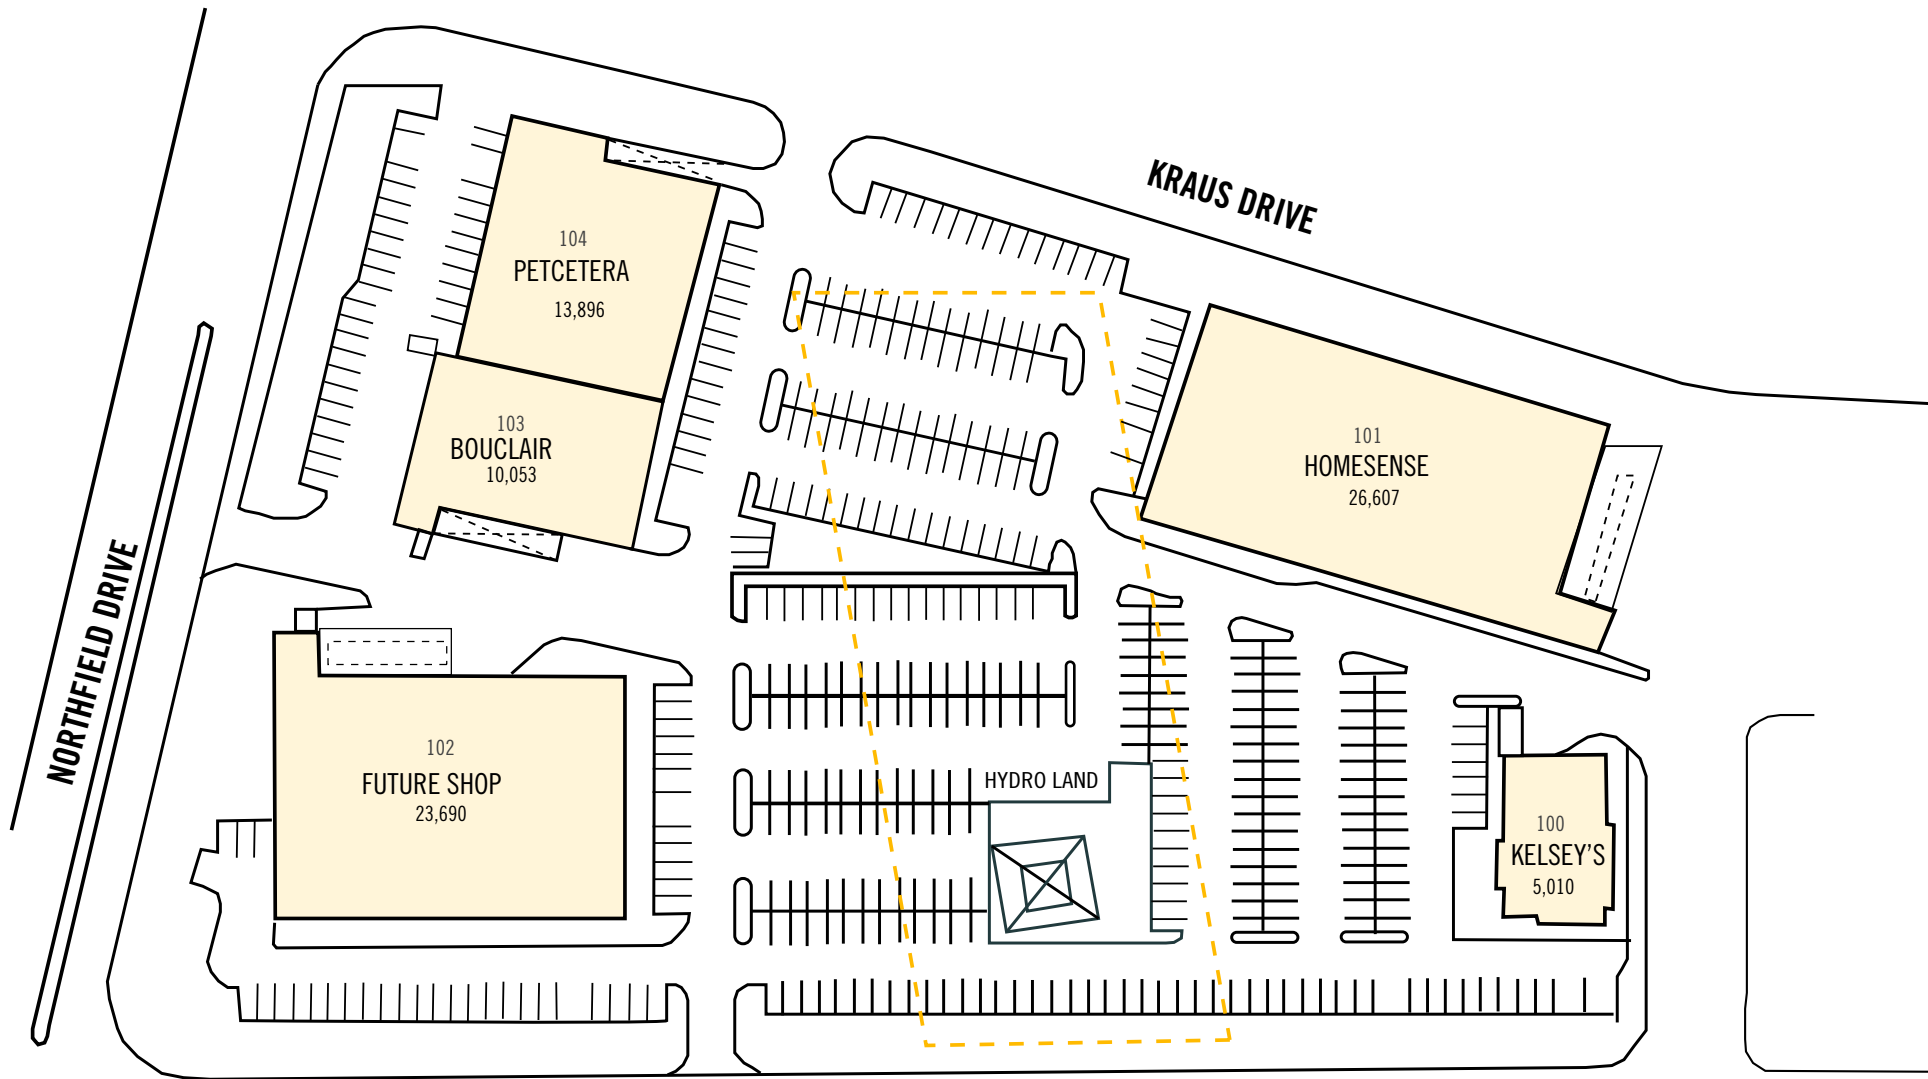 KRAUS DRIVE
104
PETCETERA
13,896
103
BOUCLAIR
10,053
101
HOMESENSE
26,607
NORTHFIELD DRIVE
102
FUTURE SHOP
23,690
HYDRO LAND
100
KELSEY'S
5,010